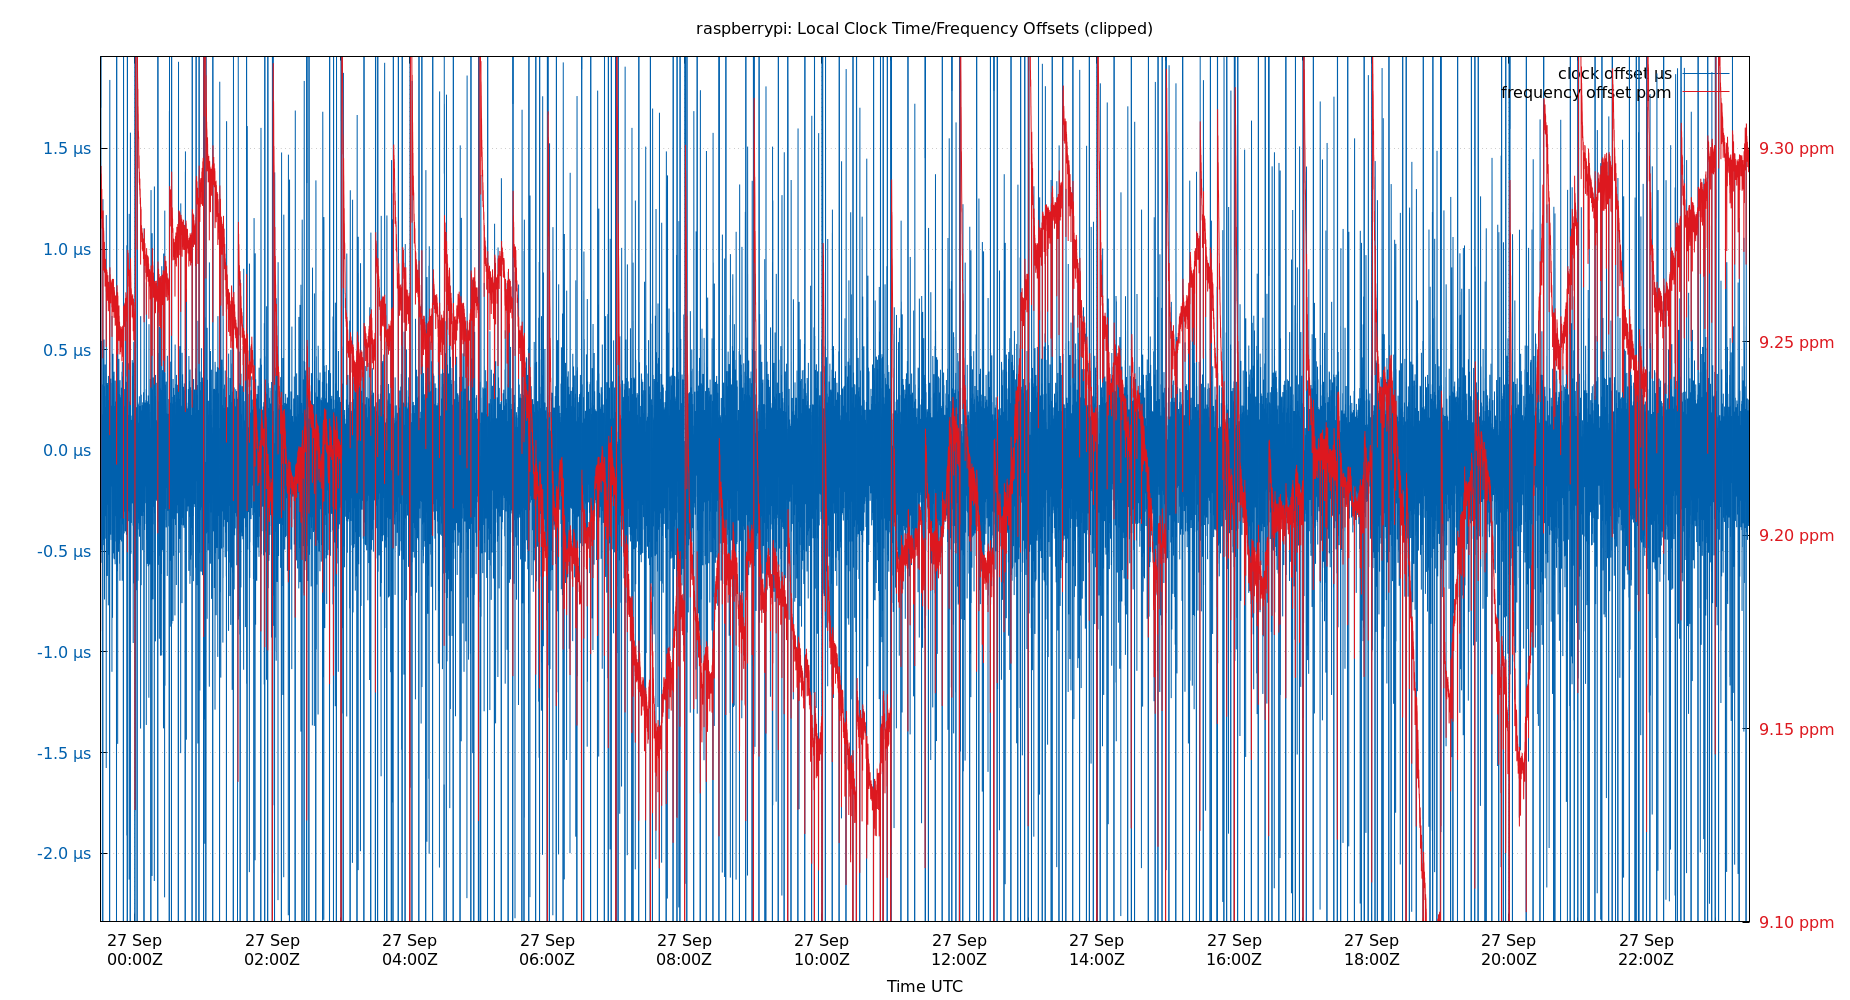 raspberrypi: Local Clock Time/Frequency Offsets (clipped)
clock offset µs
frequency offset ppm
1.5 µs
1.0 µs
0.5 µs
0.0 µs
-0.5 µs
-1.0 µs
-1.5 µs
-2.0 µs
9.30 ppm
9.25 ppm
9.20 ppm
9.15 ppm
9.10 ppm
27 Sep 27 Sep 27 Sep 27 Sep 27 Sep 27 Sep 27 Sep 27 Sep 27 Sep 27 Sep 27 Sep 27 Sep
00:00Z 02:00Z 04:00Z 06:00Z 08:00Z 10:00Z 12:00Z 14:00Z 16:00Z 18:00Z 20:00Z 22:00Z
Time UTC